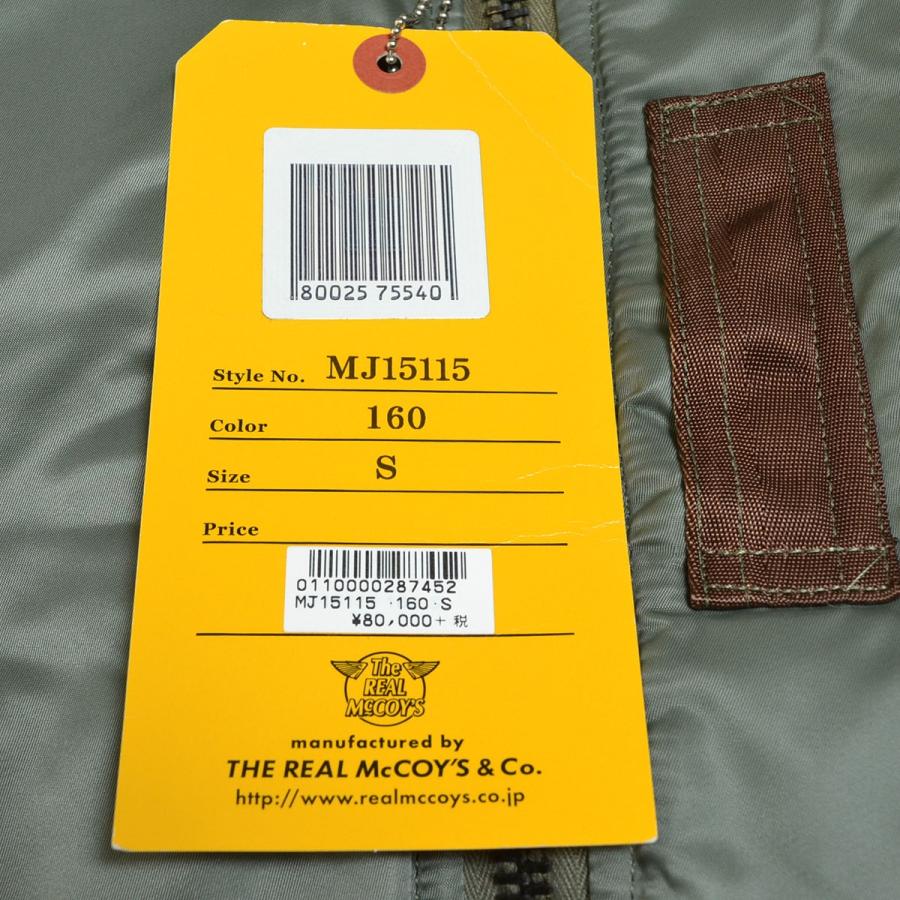 80025 75540
Style No. MJ15115
Color 160
Size S
Price
0110000287452
MJ15115 ·160·S
¥80,000+税
The
REAL
McCOY'S
manufactured by
THE REAL McCOY'S & Co.
http://www.realmccoys.co.jp